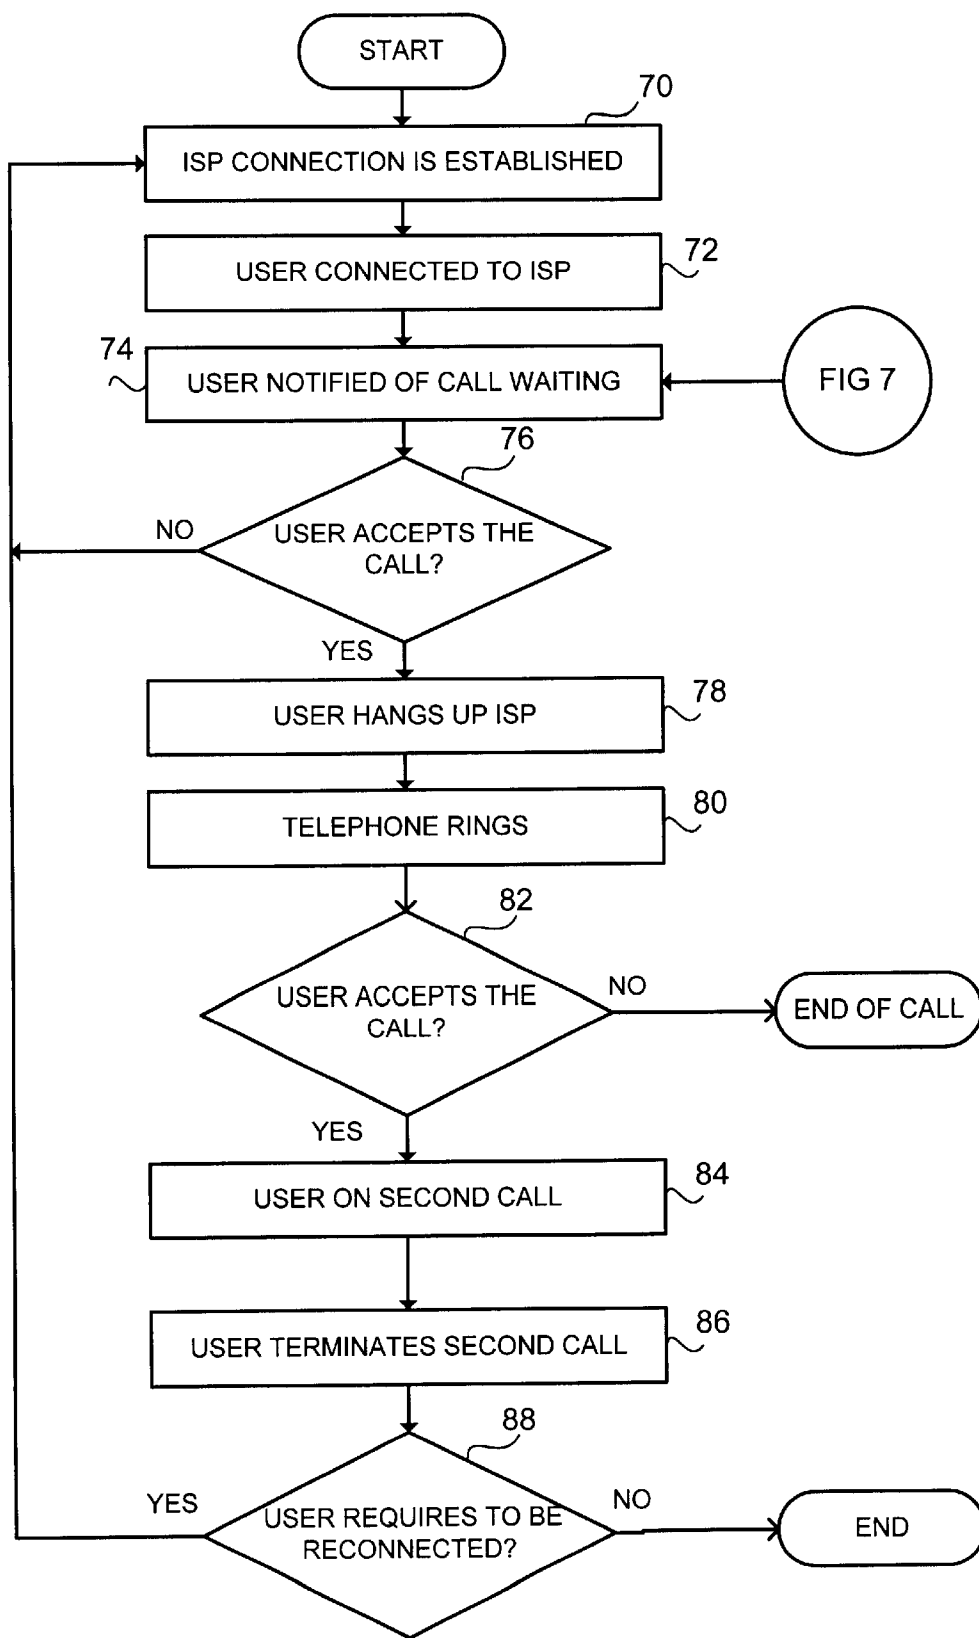 START
70
ISP CONNECTION IS ESTABLISHED
72
USER CONNECTED TO ISP
74
USER NOTIFIED OF CALL WAITING
FIG 7
76
NO
USER ACCEPTS THE
CALL?
YES
78
USER HANGS UP ISP
80
TELEPHONE RINGS
82
USER ACCEPTS THE
CALL?
NO
END OF CALL
YES
84
USER ON SECOND CALL
86
USER TERMINATES SECOND CALL
88
YES
USER REQUIRES TO BE
RECONNECTED?
NO
END